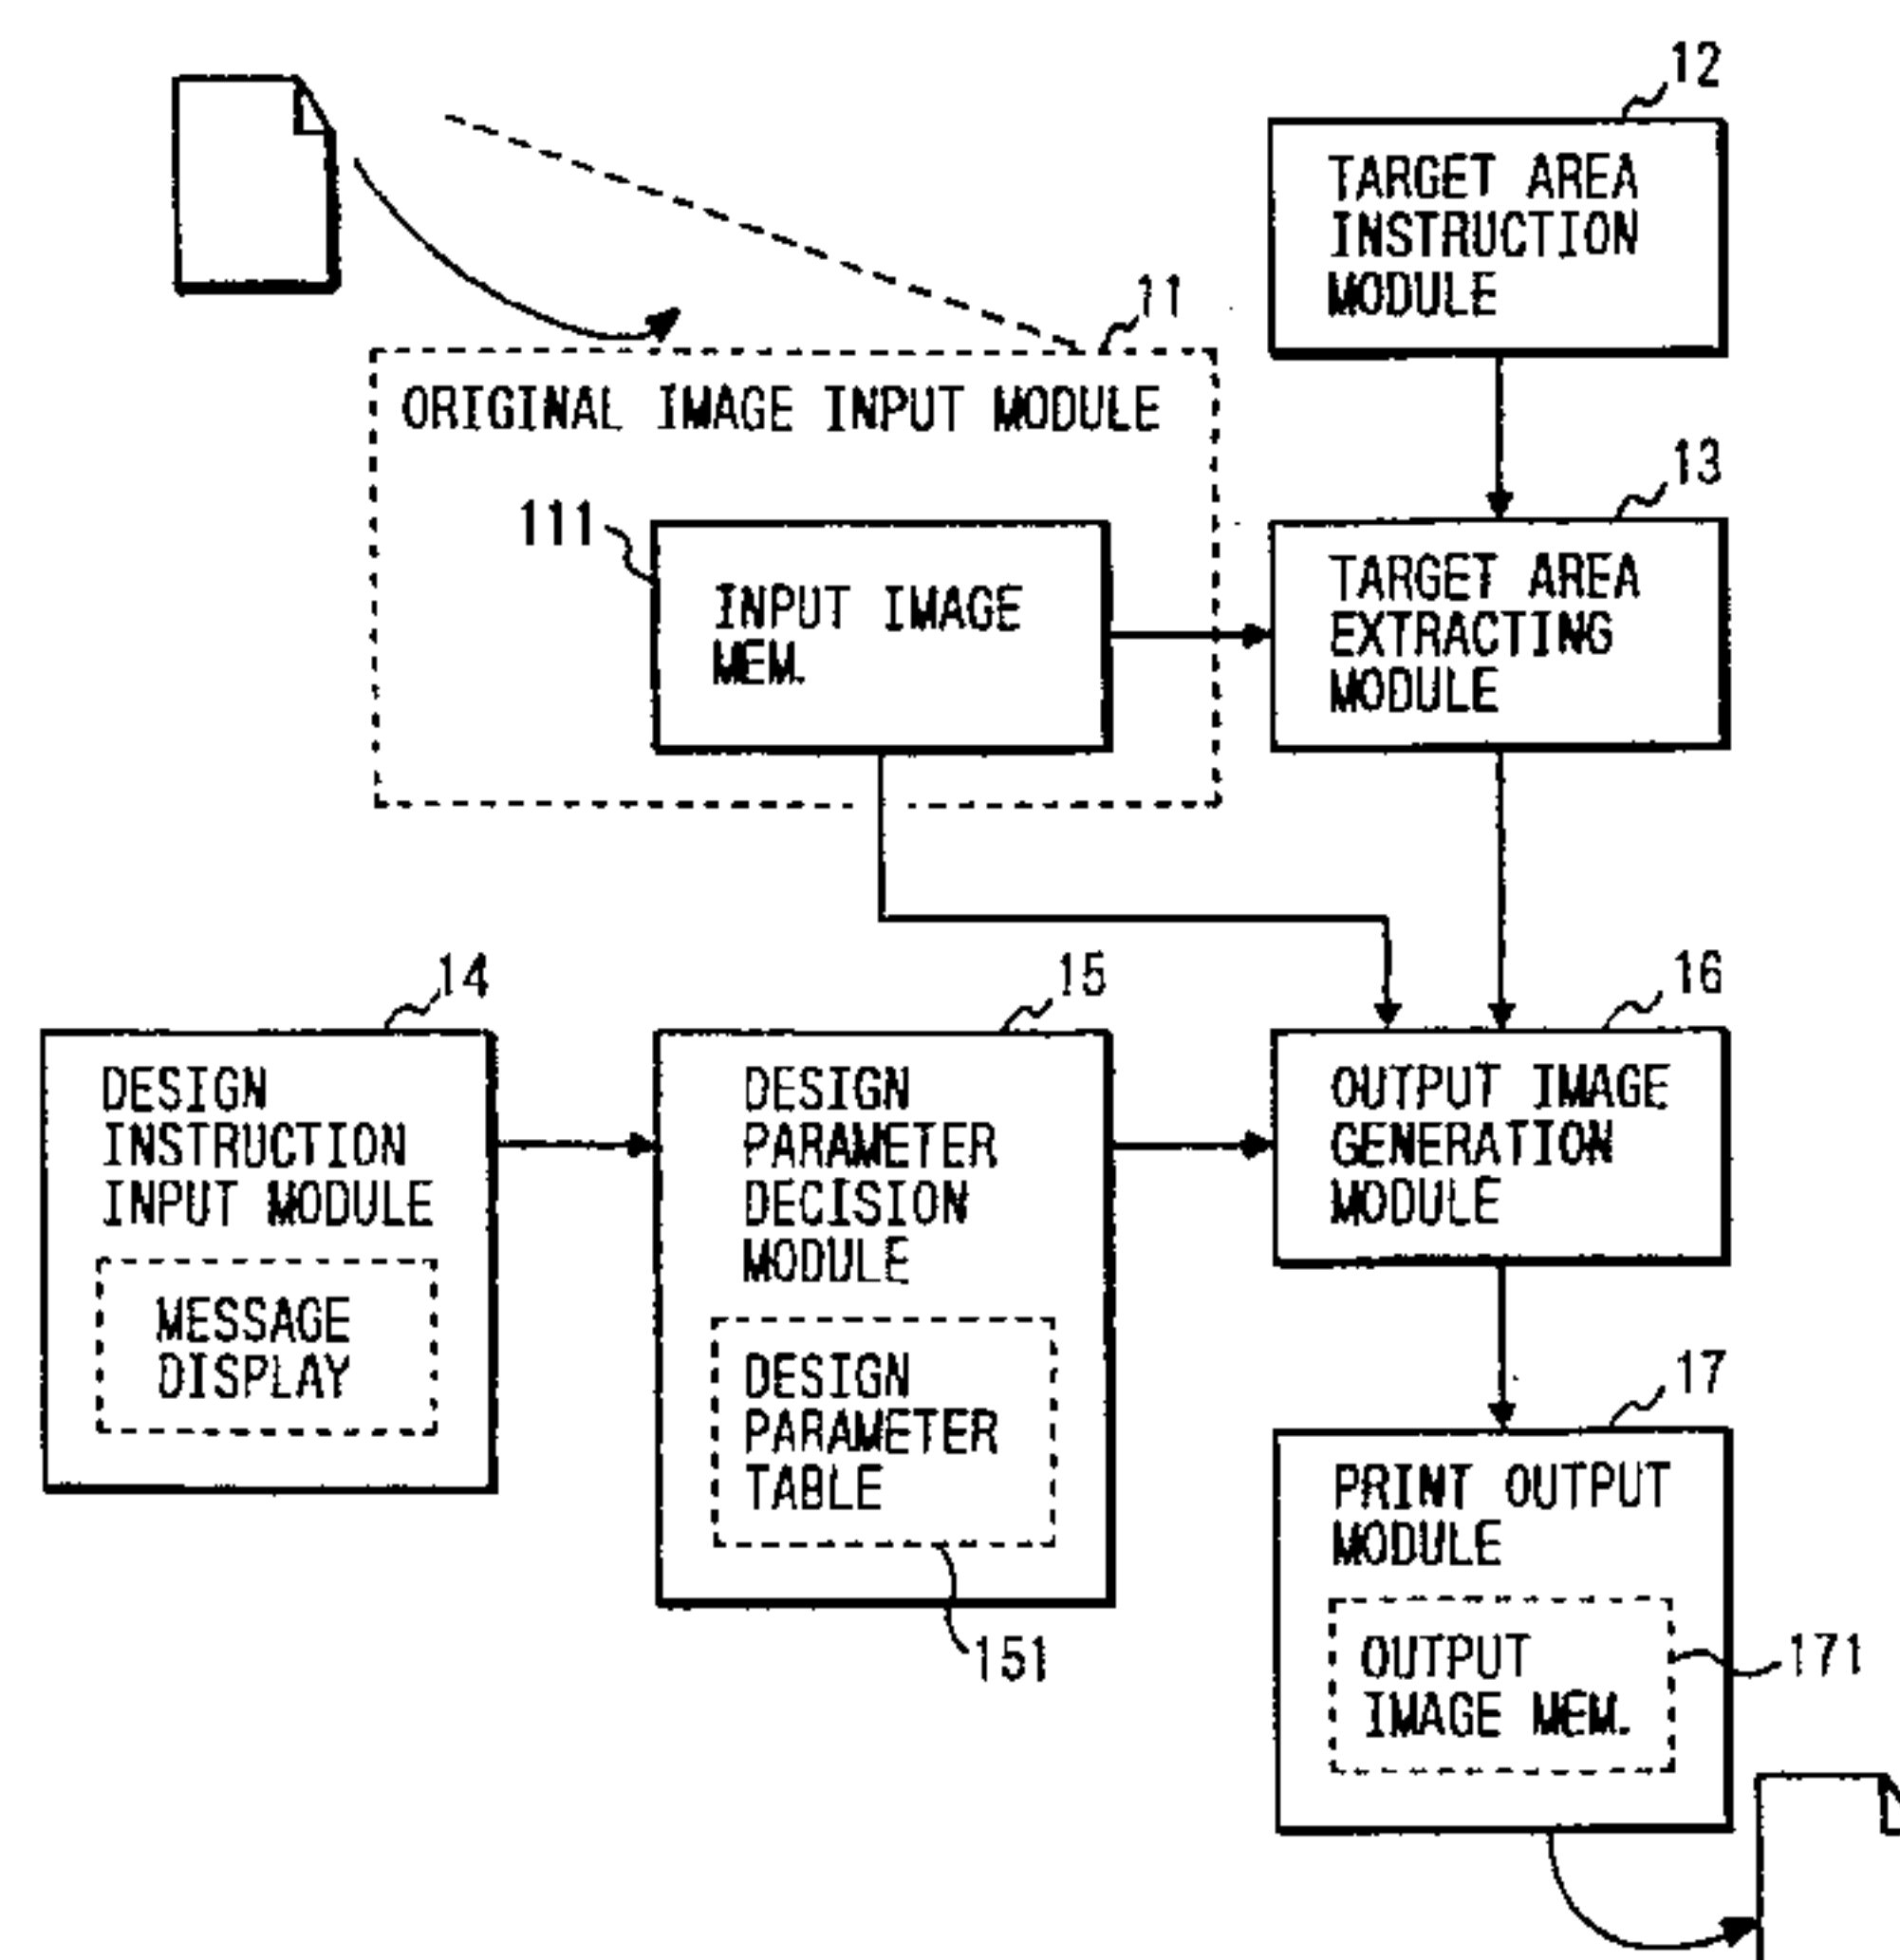 12
TARGET AREA
INSTRUCTION
MODULE
11
ORIGINAL IMAGE INPUT MODULE
111
INPUT IMAGE
MEM.
13
TARGET AREA
EXTRACTING
MODULE
14
DESIGN
INSTRUCTION
INPUT MODULE
MESSAGE
DISPLAY
15
DESIGN
PARAMETER
DECISION
MODULE
DESIGN
PARAMETER
TABLE
151
16
OUTPUT IMAGE
GENERATION
MODULE
17
PRINT OUTPUT
MODULE
OUTPUT
IMAGE MEM.
171